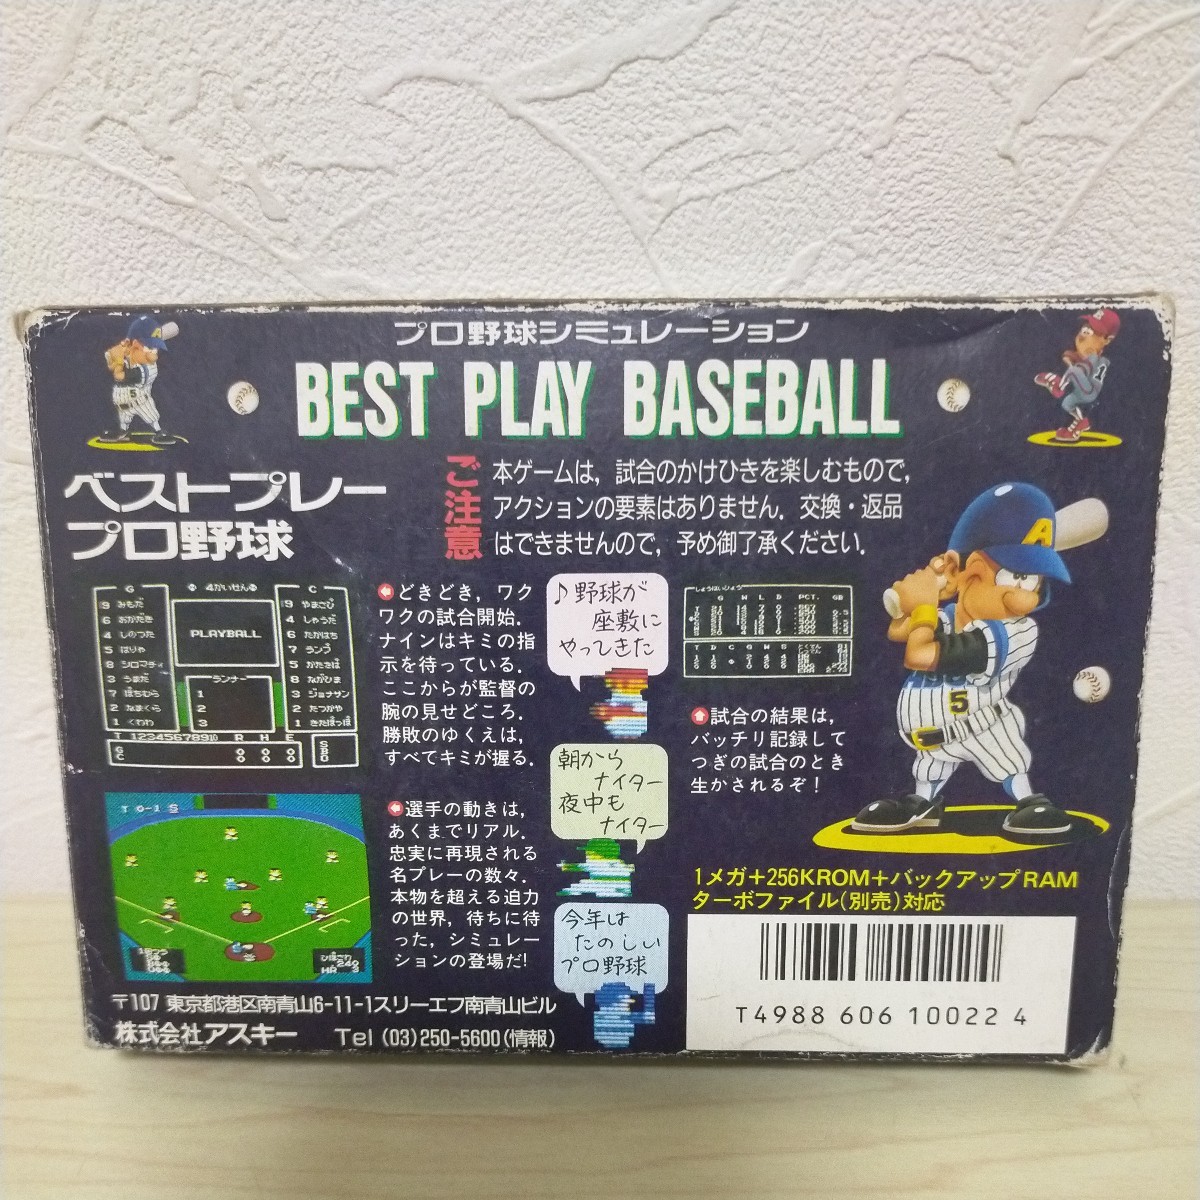 プロ野球シミュレーション
BEST PLAY BASEBALL
ベストプレー
プロ野球
ご注意
本ゲームは，試合のかけひきを楽しむもので，
アクションの要素はありません．交換・返品
はできませんので，予め御了承ください．
どきどき，ワク
ワクの試合開始．
ナインはキミの指
示を待っている．
ここからが監督の
腕の見せどころ．
勝敗のゆくえは，
すべてキミが握る．
♪野球が
座敷に
やってきた
試合の結果は，
バッチリ記録して
つぎの試合のとき
生かされるぞ！
朝から
ナイター
夜中も
ナイター
選手の動きは，
あくまでリアル．
忠実に再現される
名プレーの数々．
本物を超える迫力
の世界，待ちに待
った，シミュレー
ションの登場だ！
今年は
たのしい
プロ野球
G
4かいせん
C
PLAYBALL
ランナー
1
2
3
T 12345678910 R H E
T 0-1 S
A
5
1メガ＋256KROM＋バックアップRAM
ターボファイル(別売)対応
T4988 606 10022 4
〒107 東京都港区南青山6-11-1スリーエフ南青山ビル
株式会社アスキー Tel (03)250-5600(情報)